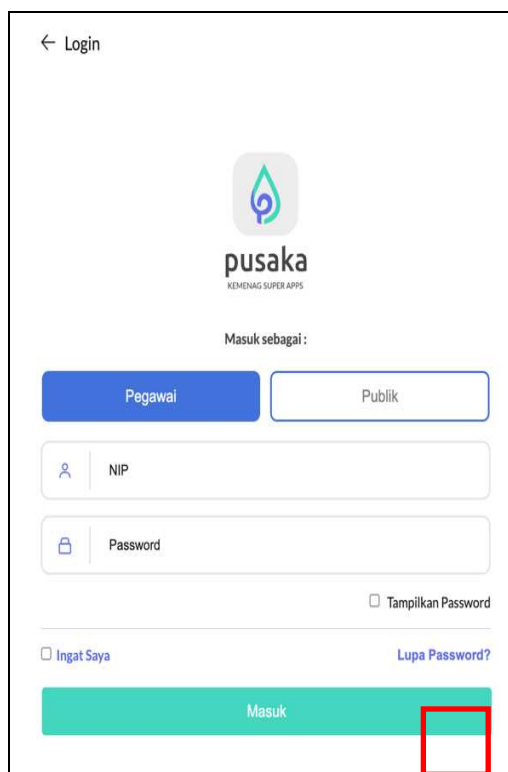 ← Login
pusaka
KEMENAG SUPER APPS
Masuk sebagai :
Pegawai
Publik
NIP
Password
Tampilkan Password
Ingat Saya
Lupa Password?
Masuk